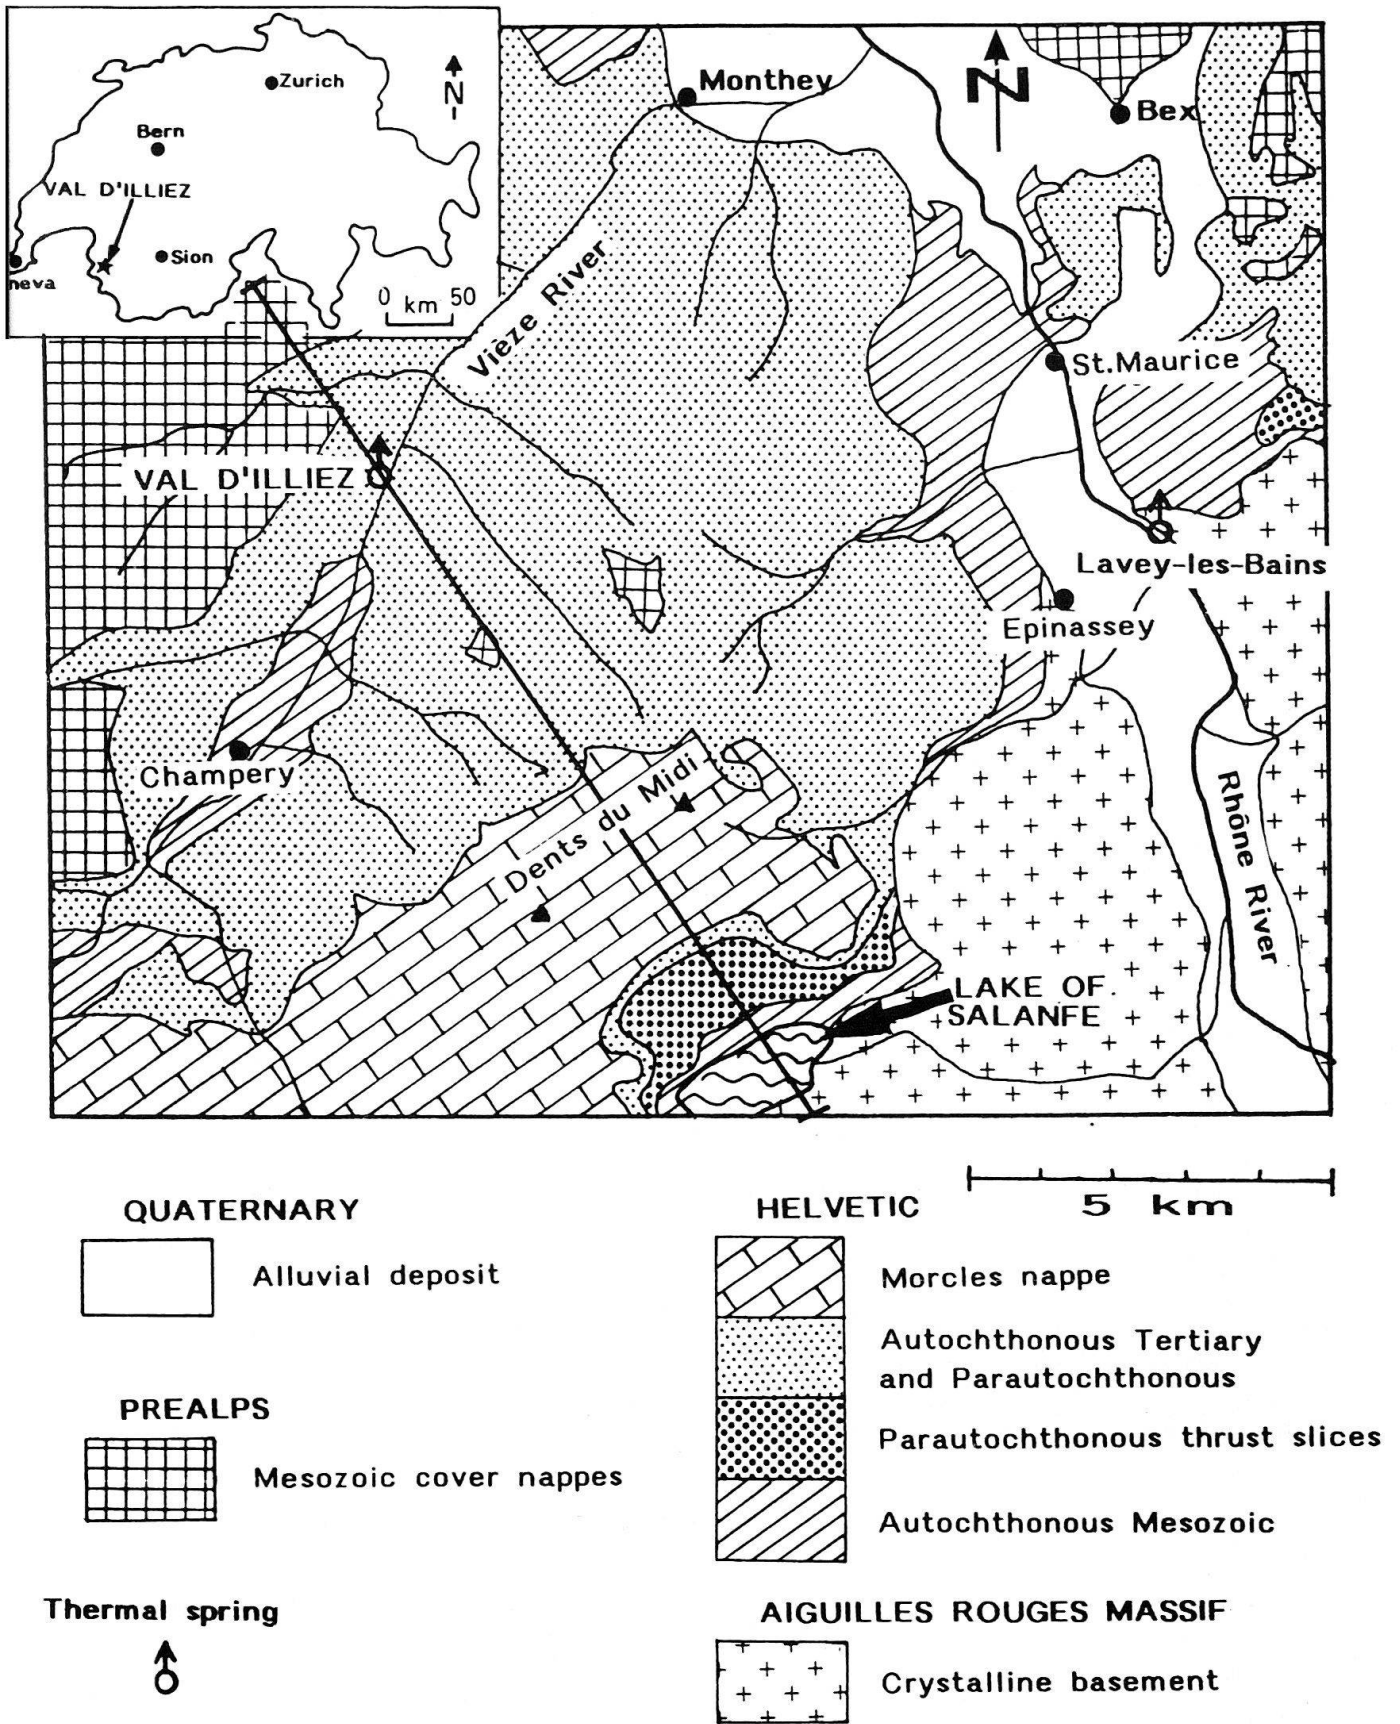 Zurich
N
Bern
VAL D'ILLIEZ
Sion
neva
0 km 50
Monthey
N
Bex
Vièze River
St.Maurice
VAL D'ILLIEZ
Lavey-les-Bains
Epinassey
Champery
Dents du Midi
Rhône River
LAKE OF
SALANFE
5 km
QUATERNARY
Alluvial deposit
PREALPS
Mesozoic cover nappes
Thermal spring
HELVETIC
Morcles nappe
Autochthonous Tertiary
and Parautochthonous
Parautochthonous thrust slices
Autochthonous Mesozoic
AIGUILLES ROUGES MASSIF
Crystalline basement